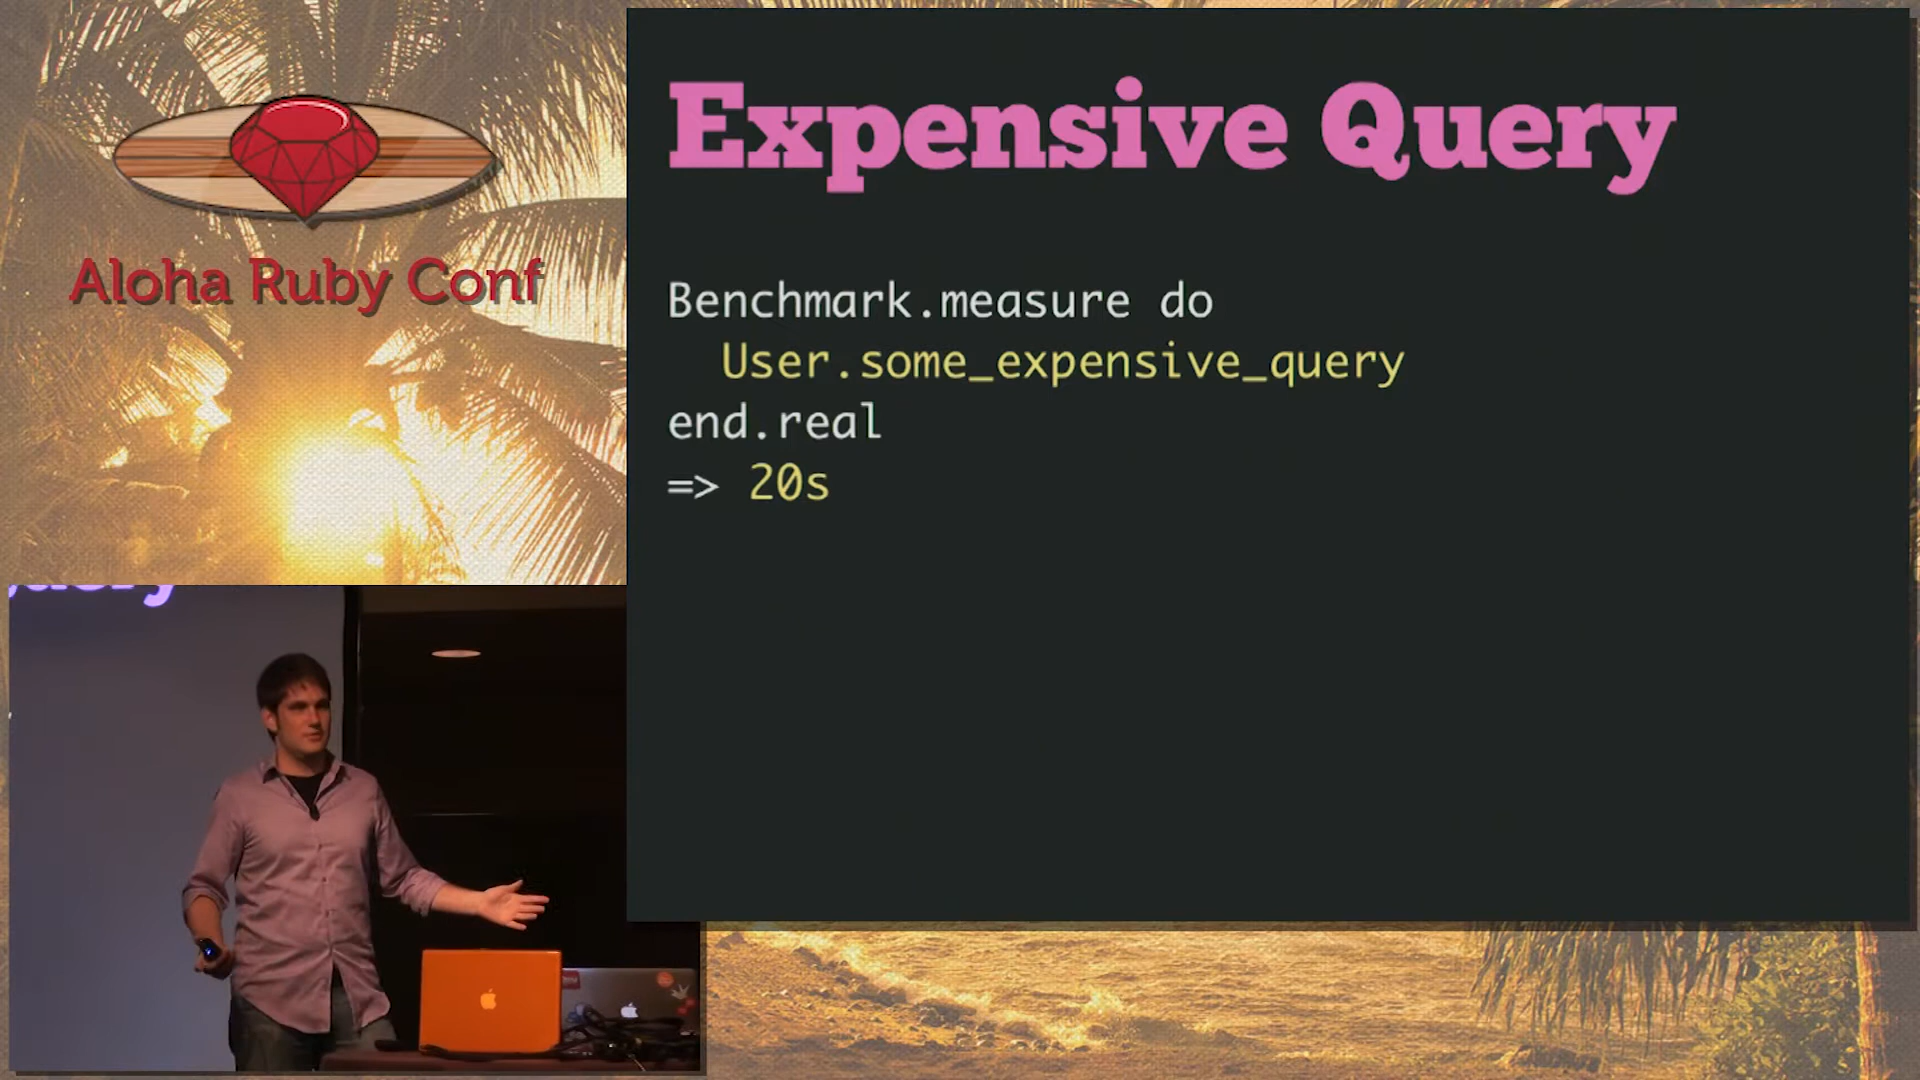 Aloha Ruby Conf
Expensive Query
Benchmark.measure do
  User.some_expensive_query
end.real
=> 20s